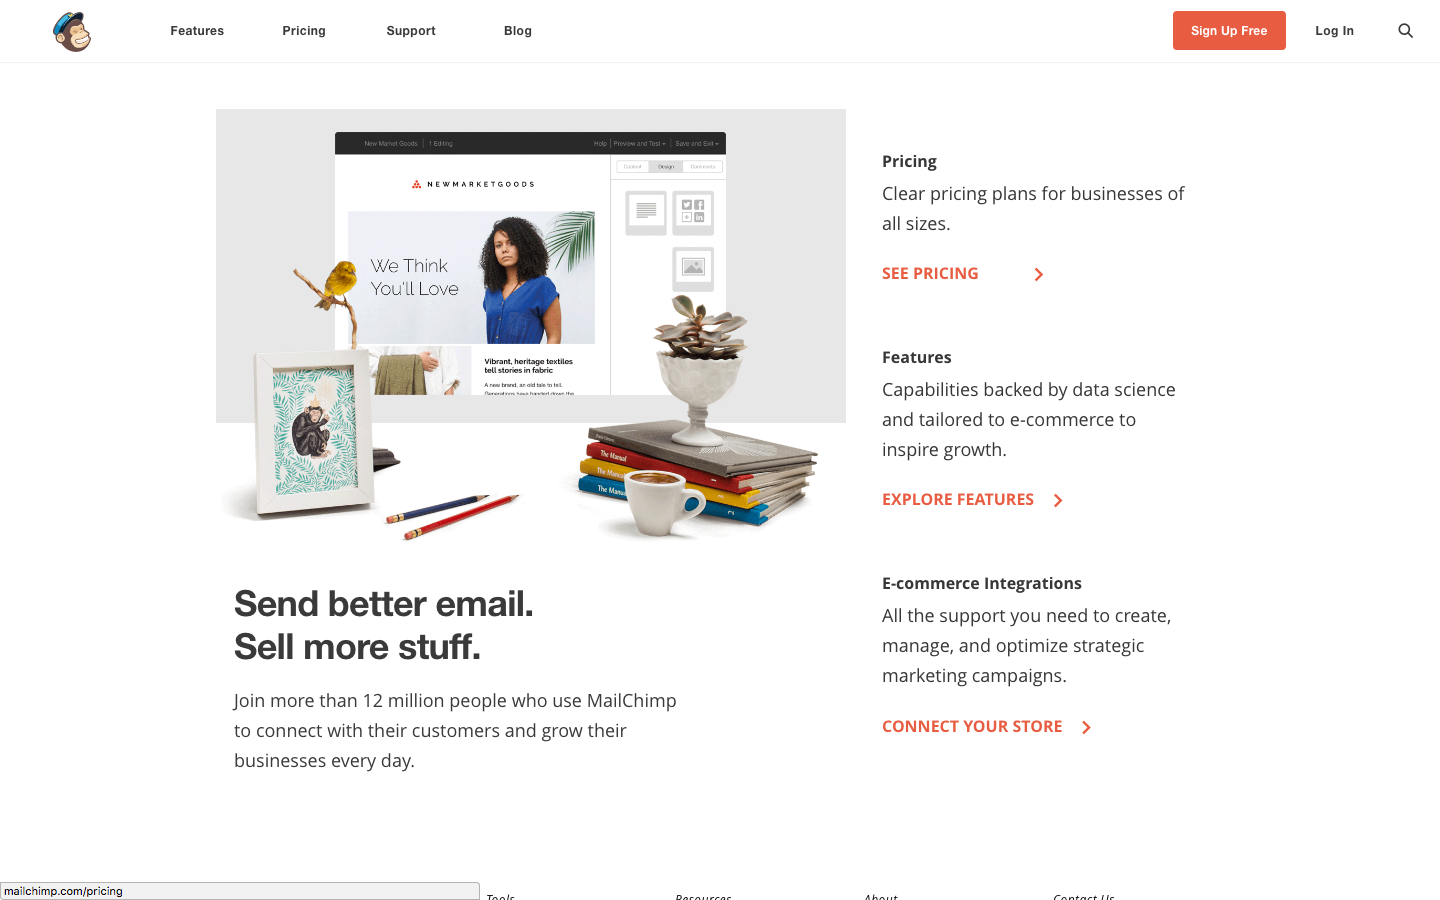 Features
Pricing
Support
Blog
Sign Up Free
Log In
New Market Goods
1 Editing
Help
Preview and Test
Save and Exit
Content
Design
Comments
NEWMARKETGOODS
We Think
You'll Love
Vibrant, heritage textiles
tell stories in fabric
A new brand, an old tale to tell.
Generations have handed down the
The Manual
The Manual
The Manua
Send better email.
Sell more stuff.
Join more than 12 million people who use MailChimp
to connect with their customers and grow their
businesses every day.
Pricing
Clear pricing plans for businesses of
all sizes.
SEE PRICING
Features
Capabilities backed by data science
and tailored to e-commerce to
inspire growth.
EXPLORE FEATURES
E-commerce Integrations
All the support you need to create,
manage, and optimize strategic
marketing campaigns.
CONNECT YOUR STORE
mailchimp.com/pricing
Tools
Resources
About
Contact Us